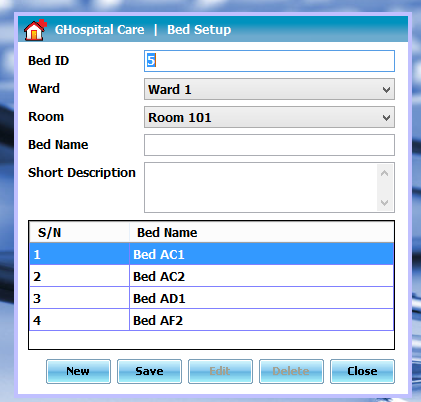 GHospital Care | Bed Setup
Bed ID 5
Ward Ward 1
Room Room 101
Bed Name
Short Description
S/N Bed Name
1 Bed AC1
2 Bed AC2
3 Bed AD1
4 Bed AF2
New Save Edit Delete Close